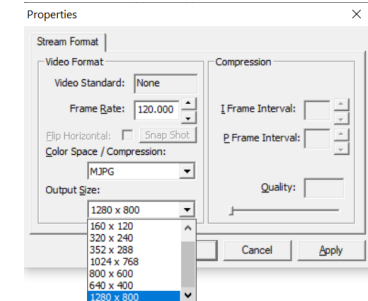 Properties
Stream Format
Video Format
Video Standard: None
Frame Rate: 120.000
Flip Horizontal: Snap Shot
Color Space / Compression:
MJPG
Output Size:
1280 x 800
160 x 120
320 x 240
352 x 288
1024 x 768
800 x 600
640 x 400
1280 x 800
Compression
I Frame Interval:
P Frame Interval:
Quality:
Cancel
Apply